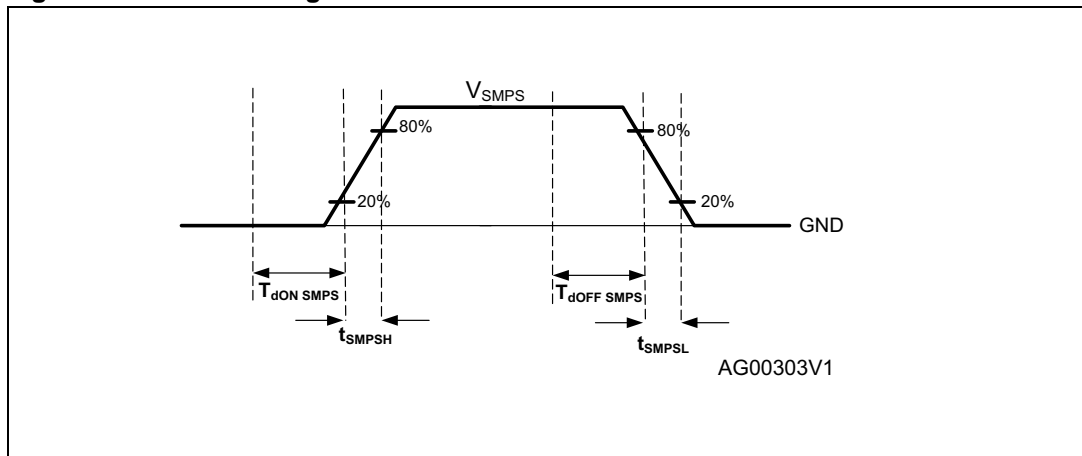 V_SMPS
80%
80%
20%
20%
GND
T_dON SMPS
T_dOFF SMPS
t_SMPSH
t_SMPSL
AG00303V1